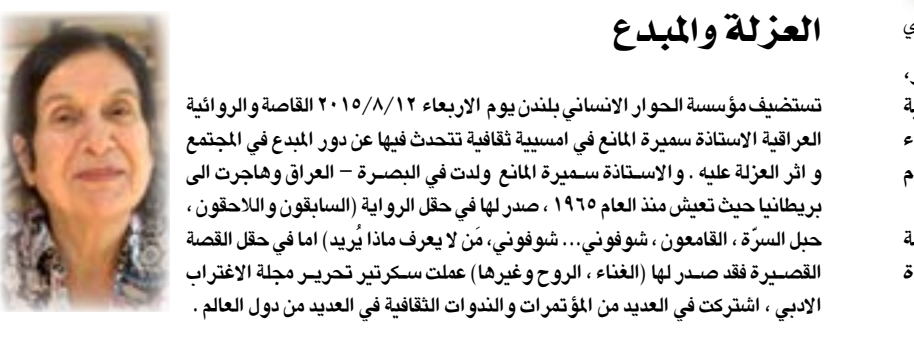 العزلة والمبدع
تستضيف مؤسسة الحوار الانساني بلندن يوم الاربعاء ٢٠١٥/٨/١٢ القاصة والروائية
العراقية الاستاذة سميرة المانع في امسيية ثقافية تتحدث فيها عن دور المبدع في المجتمع
و اثر العزلة عليه . والاستاذة سميرة المانع ولدت في البصرة – العراق وهاجرت الى
بريطانيا حيث تعيش منذ العام ١٩٦٥ ، صدر لها في حقل الرواية (السابقون واللاحقون ،
حبل السرّة ، القامعون ، شوفوني... شوفوني، مَن لا يعرف ماذا يُريد) اما في حقل القصة
القصيرة فقد صدر لها (الغناء ، الروح وغيرها) عملت سكرتير تحرير مجلة الاغتراب
الادبي ، اشتركت في العديد من المؤتمرات والندوات الثقافية في العديد من دول العالم .